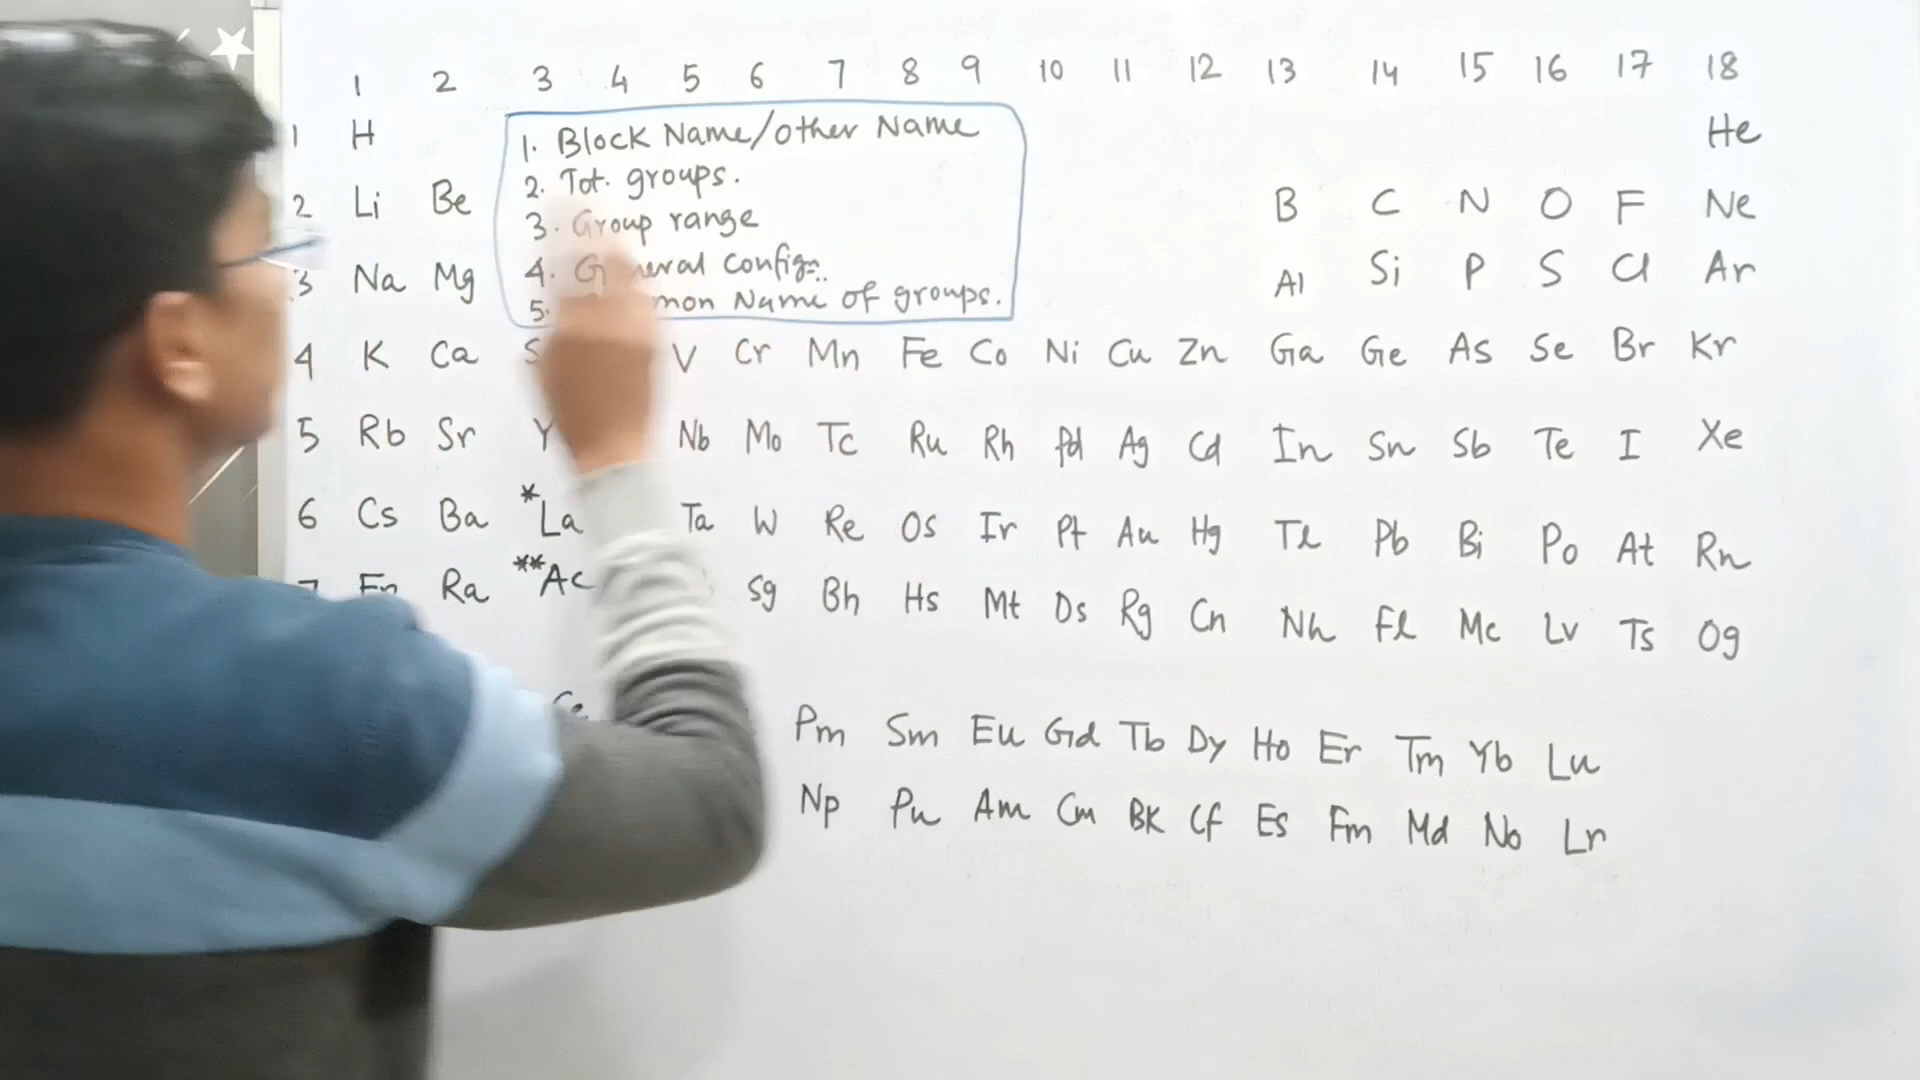 1 2 3 4 5 6 7 8 9 10 11 12 13 14 15 16 17 18
1 H He
1. Block Name/other Name
2. Tot. groups.
3. Group range
4. General config.
5. mon Name of groups.
2 Li Be B C N O F Ne
3 Na Mg Al Si P S Cl Ar
4 K Ca V Cr Mn Fe Co Ni Cu Zn Ga Ge As Se Br Kr
5 Rb Sr Y Nb Mo Tc Ru Rh Pd Ag Cd In Sn Sb Te I Xe
6 Cs Ba *La Ta W Re Os Ir Pt Au Hg Tl Pb Bi Po At Rn
7 Ra **Ac Sg Bh Hs Mt Ds Rg Cn Nh Fl Mc Lv Ts Og
Ce Pm Sm Eu Gd Tb Dy Ho Er Tm Yb Lu
Np Pu Am Cm BK Cf Es Fm Md No Lr